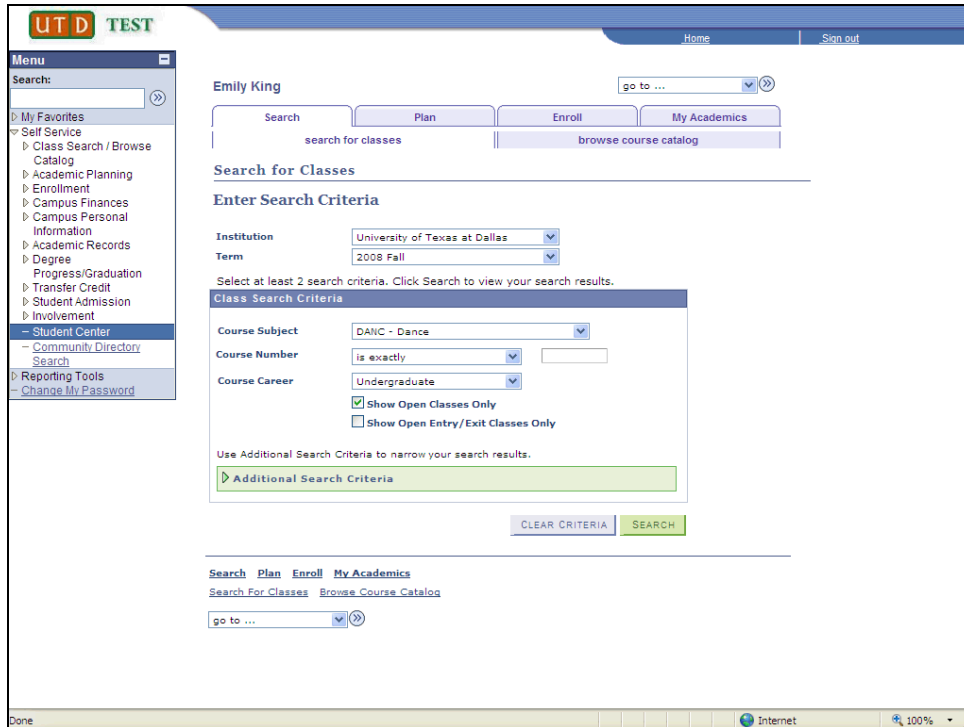 UTD TEST
Home Sign out
Menu
Search:
My Favorites
Self Service
Class Search / Browse
Catalog
Academic Planning
Enrollment
Campus Finances
Campus Personal
Information
Academic Records
Degree
Progress/Graduation
Transfer Credit
Student Admission
Involvement
Student Center
Community Directory
Search
Reporting Tools
Change My Password
Emily King
go to ...
Search Plan Enroll My Academics
search for classes browse course catalog
Search for Classes
Enter Search Criteria
Institution University of Texas at Dallas
Term 2008 Fall
Select at least 2 search criteria. Click Search to view your search results.
Class Search Criteria
Course Subject DANC - Dance
Course Number is exactly
Course Career Undergraduate
Show Open Classes Only
Show Open Entry/Exit Classes Only
Use Additional Search Criteria to narrow your search results.
Additional Search Criteria
CLEAR CRITERIA SEARCH
Search Plan Enroll My Academics
Search For Classes Browse Course Catalog
go to ...
Done Internet 100%